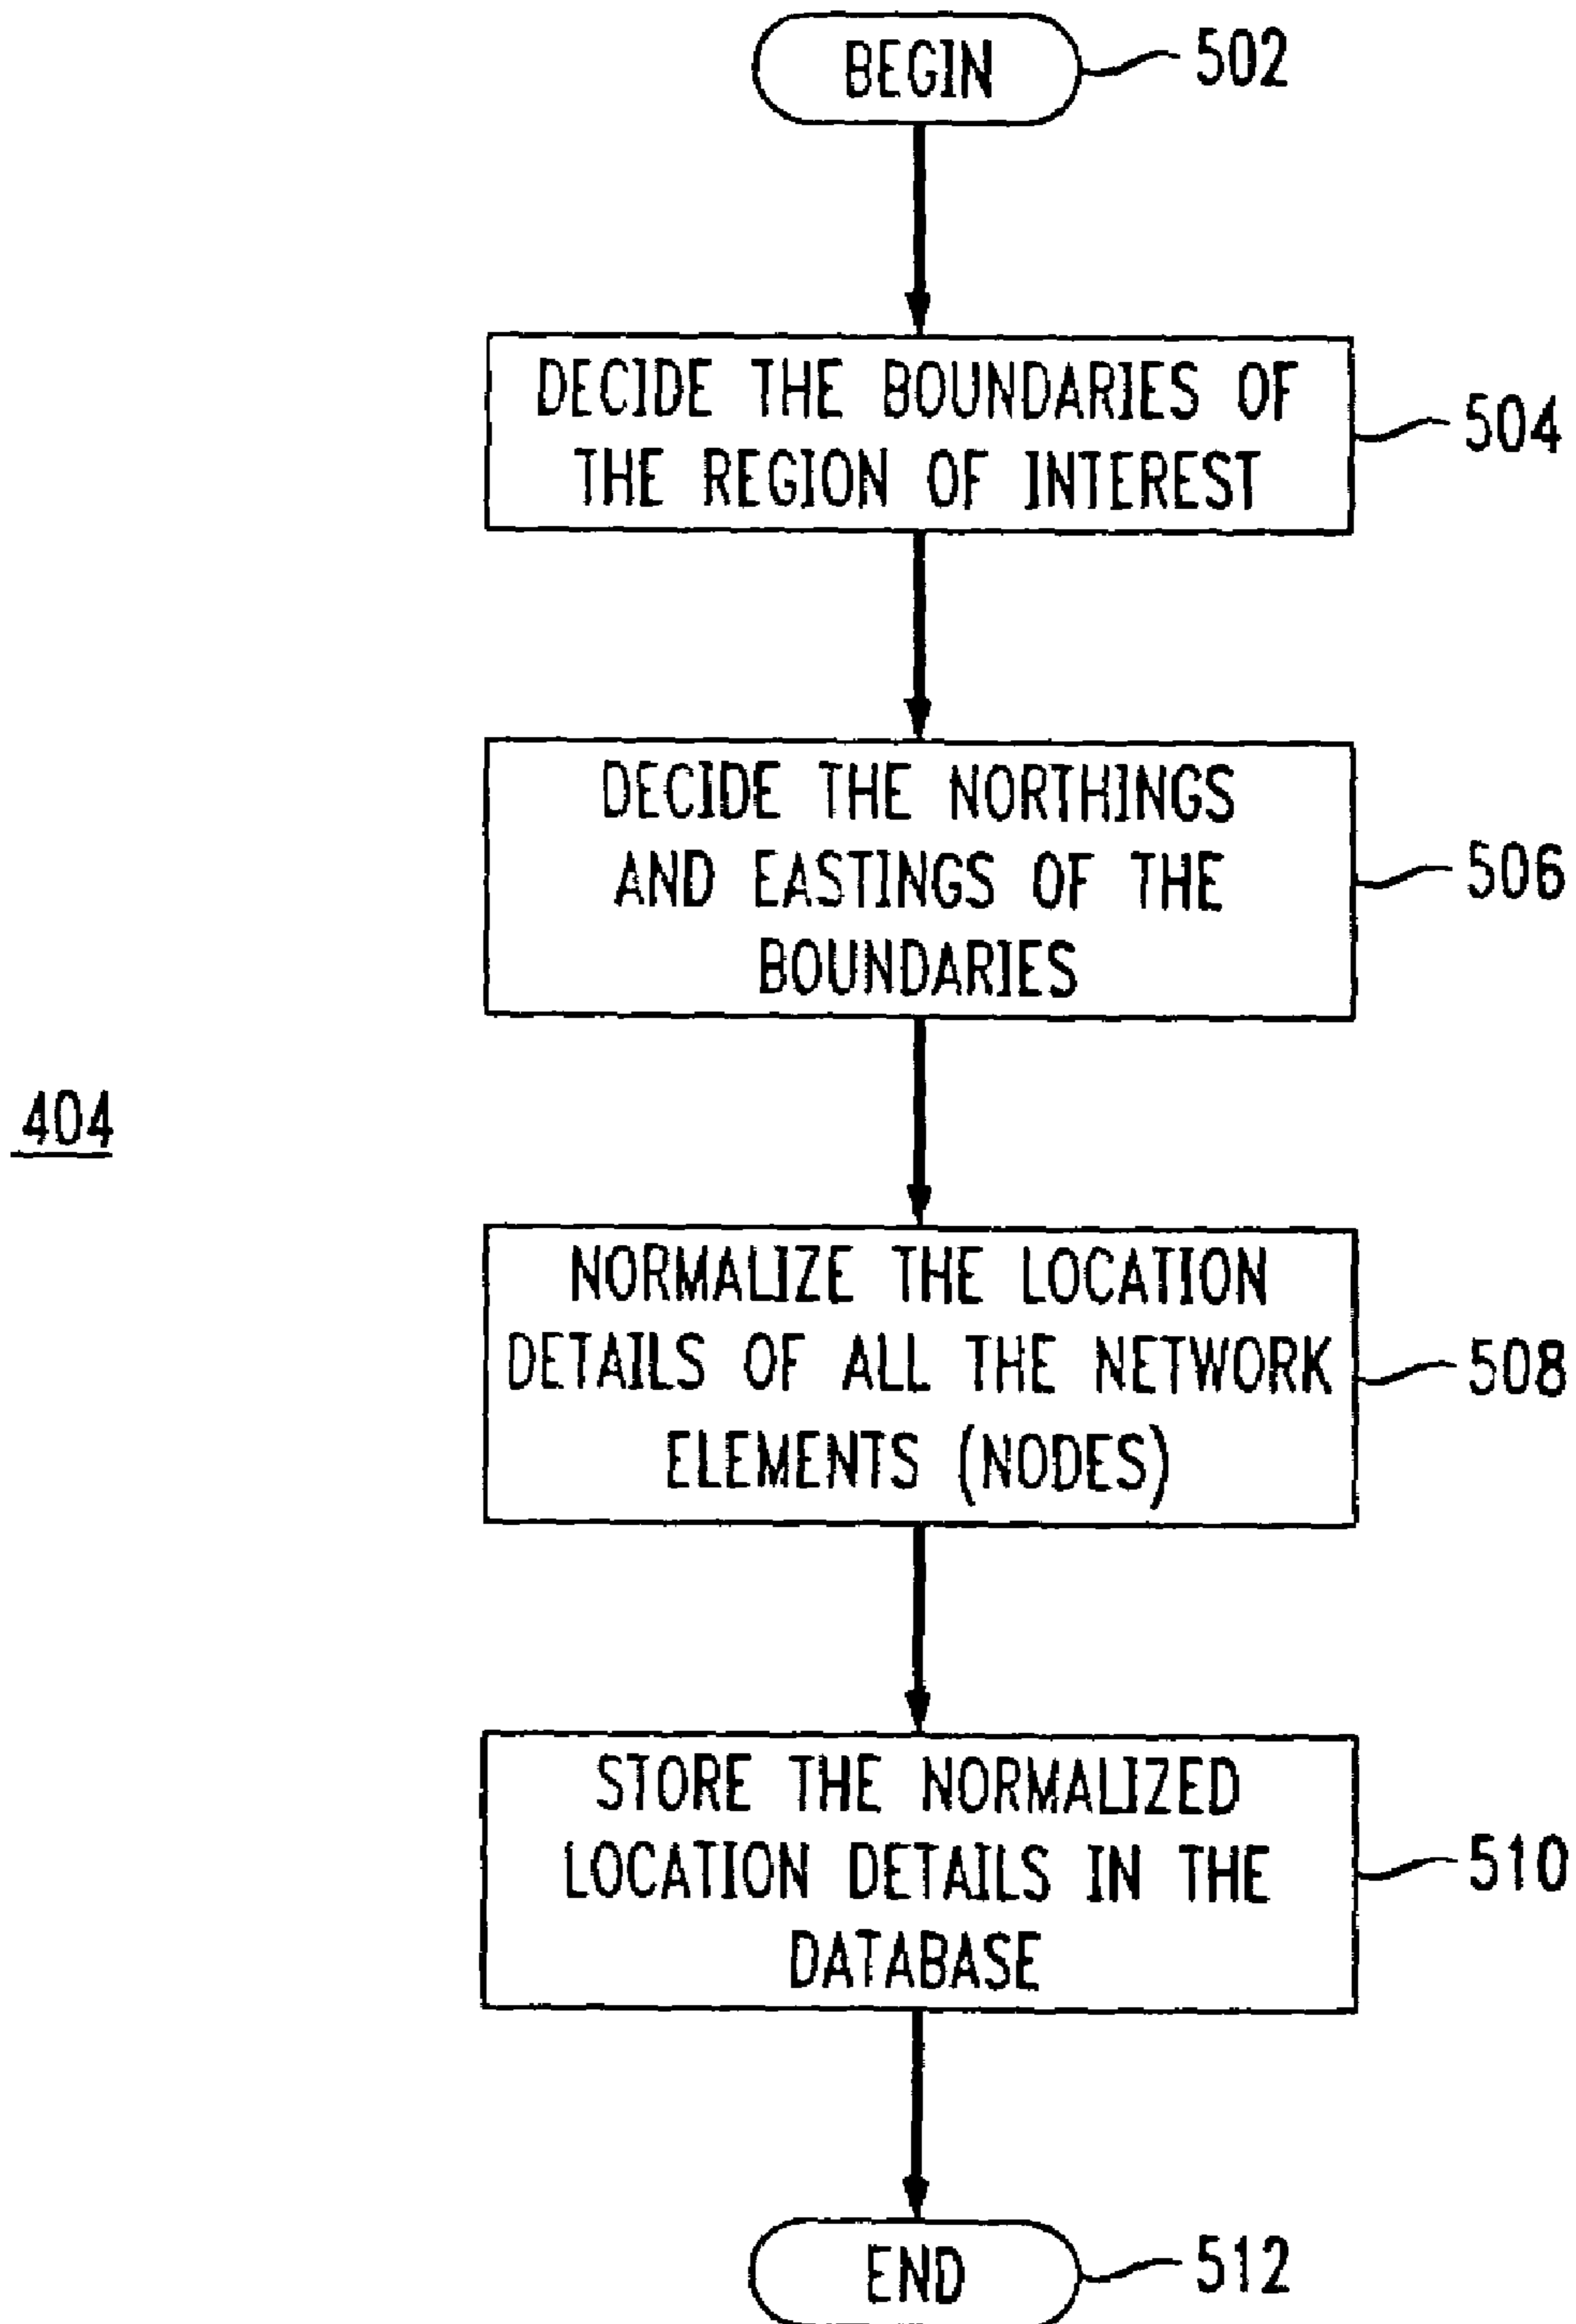 BEGIN
502
DECIDE THE BOUNDARIES OF
THE REGION OF INTEREST
504
DECIDE THE NORTHINGS
AND EASTINGS OF THE
BOUNDARIES
506
404
NORMALIZE THE LOCATION
DETAILS OF ALL THE NETWORK
ELEMENTS (NODES)
508
STORE THE NORMALIZED
LOCATION DETAILS IN THE
DATABASE
510
END
512